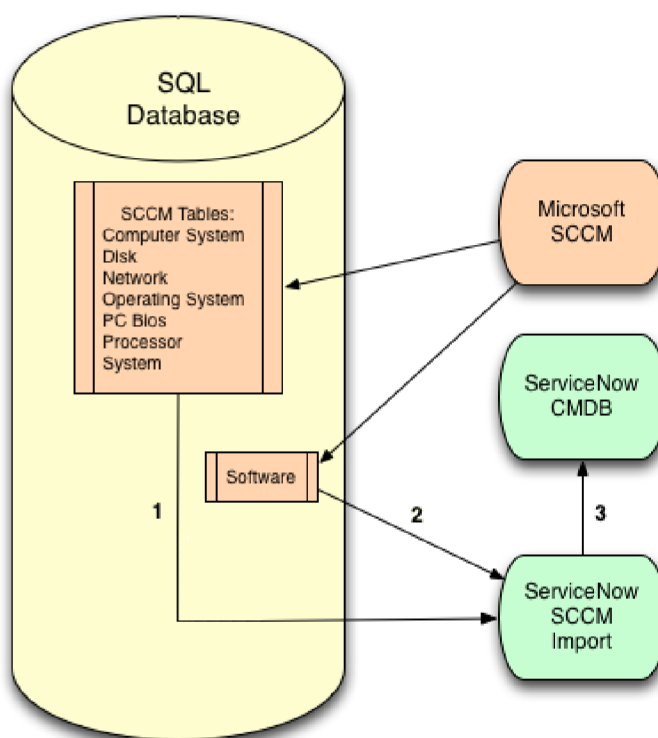 SQL
Database
SCCM Tables:
Computer System
Disk
Network
Operating System
PC Bios
Processor
System
Microsoft
SCCM
ServiceNow
CMDB
Software
1
2
3
ServiceNow
SCCM
Import